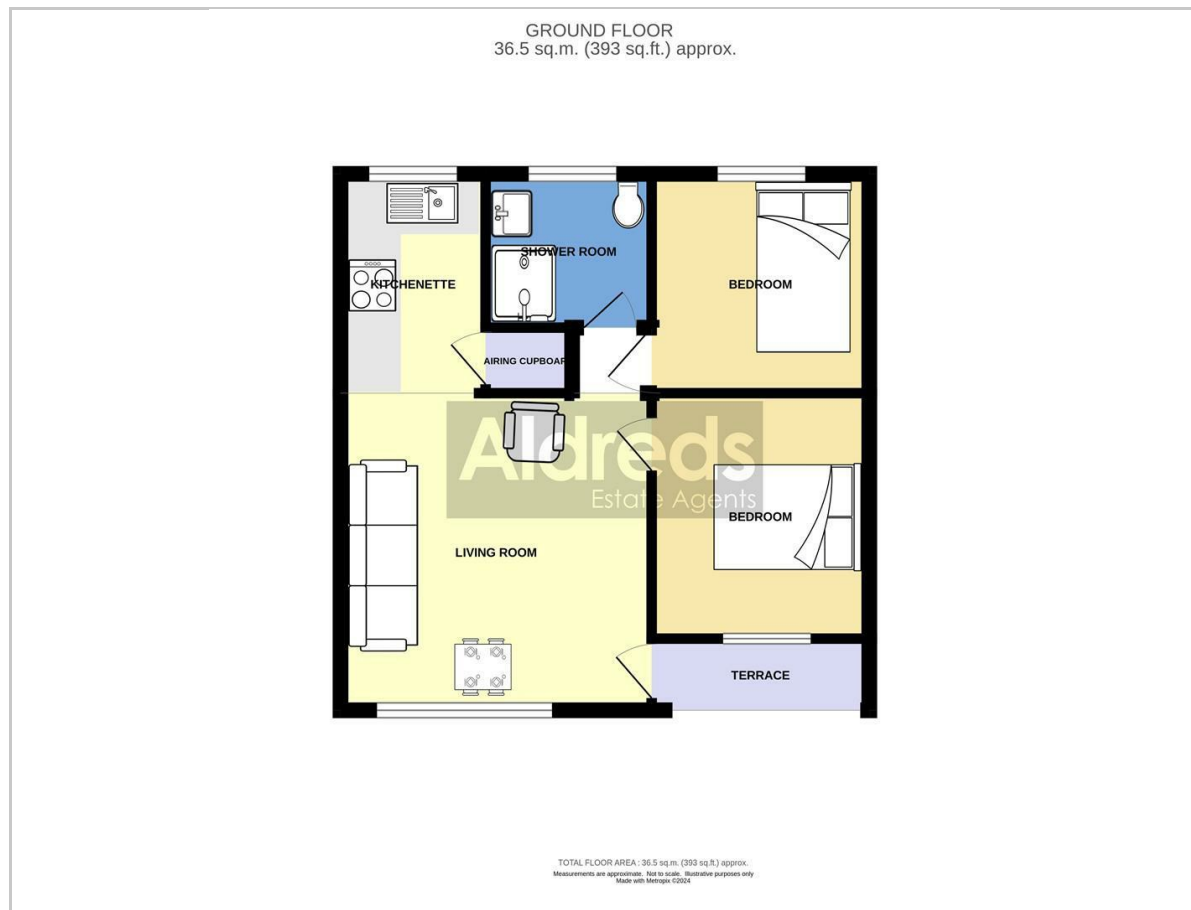 GROUND FLOOR
36.5 sq.m. (393 sq.ft.) approx.
SHOWER ROOM
KITCHENETTE
BEDROOM
AIRING CUPBOAR
Aldreds
Estate Agents
BEDROOM
LIVING ROOM
TERRACE
TOTAL FLOOR AREA : 36.5 sq.m. (393 sq.ft.) approx.
Measurements are approximate. Not to scale. Illustrative purposes only
Made with Metropix ©2024